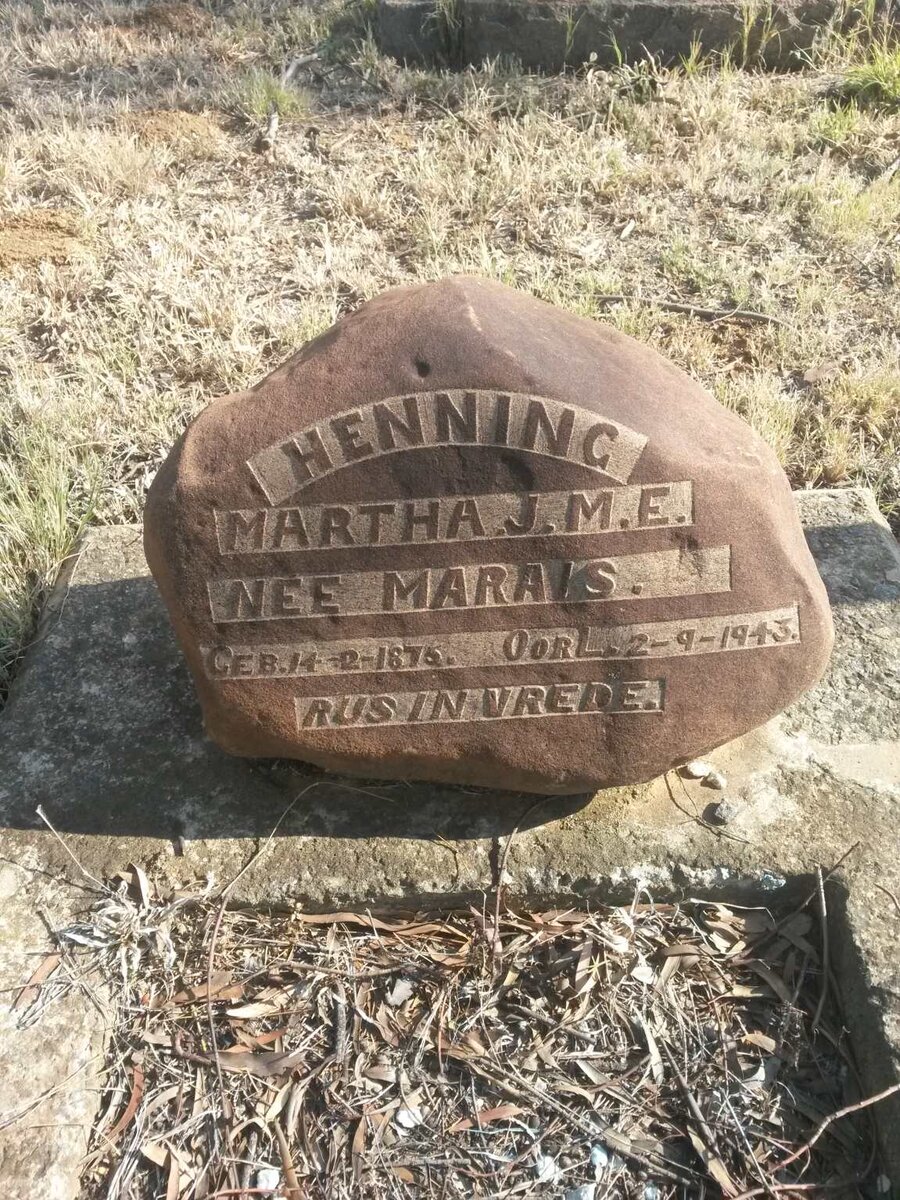 HENNING
MARTHA.J.M.E.
NEE MARAIS.
GEB.14-2-1876. OORL.2-9-1943.
RUS IN VREDE.